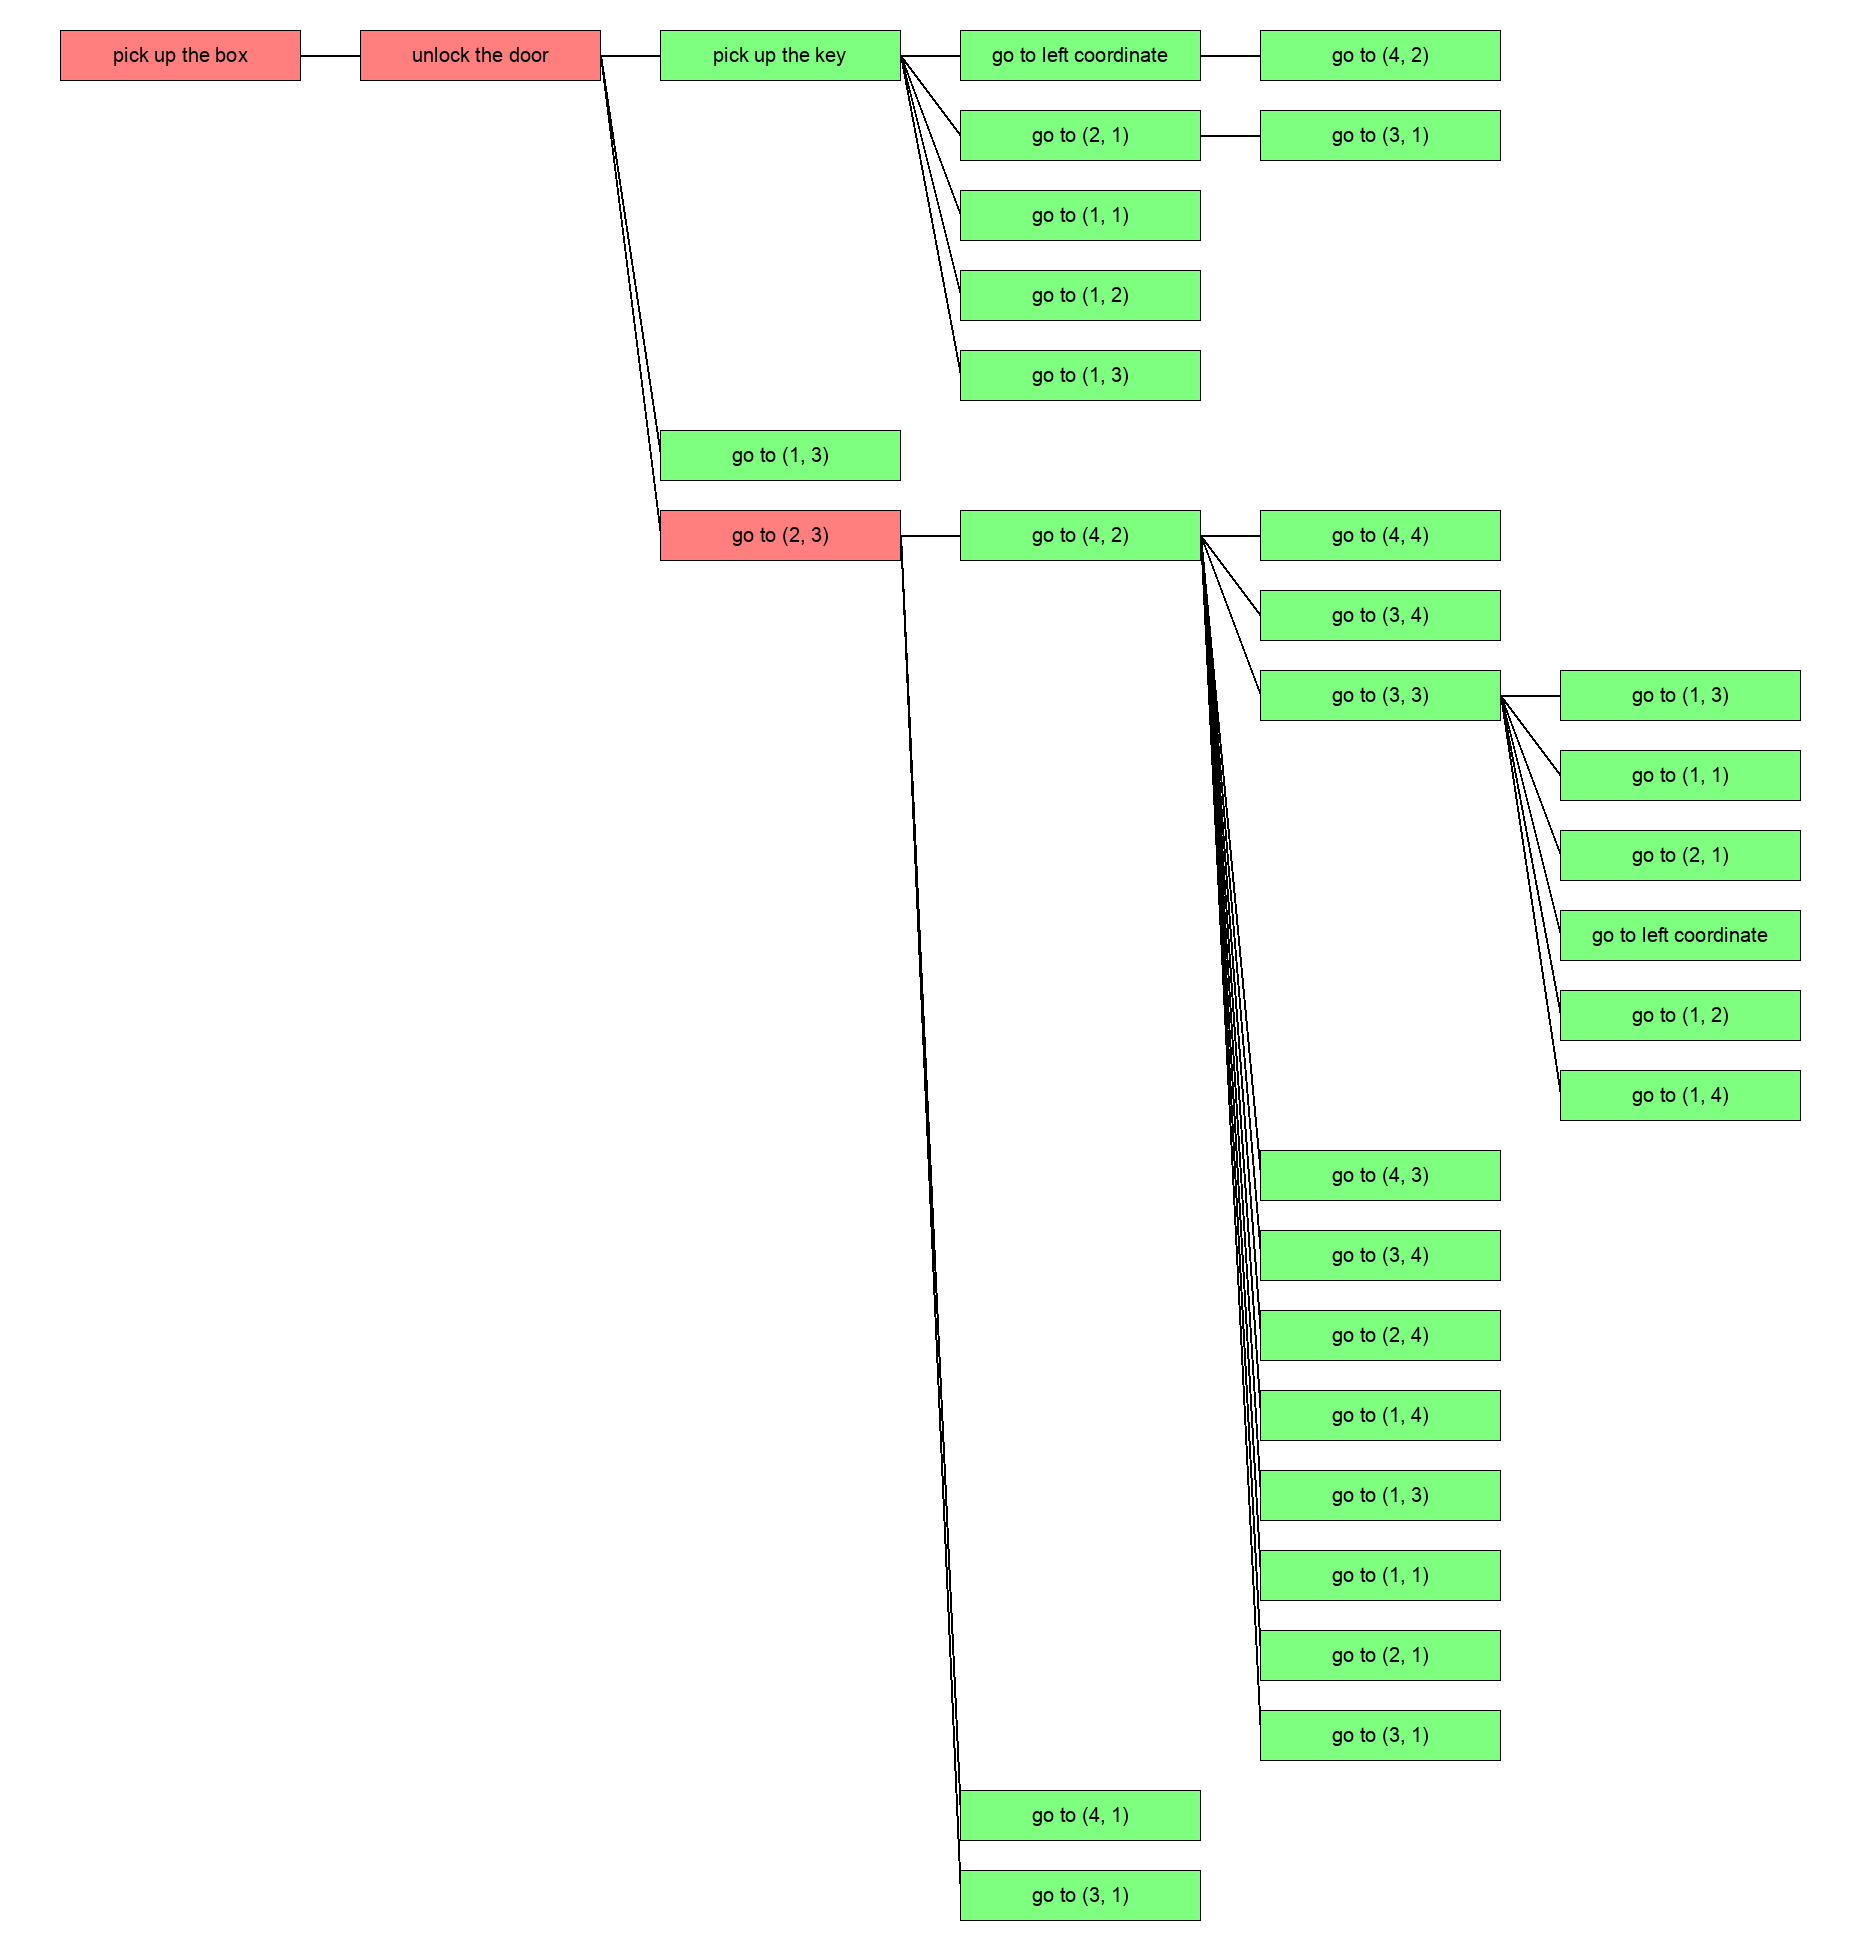 pick up the box
unlock the door
pick up the key
go to left coordinate
go to (4, 2)
go to (2, 1)
go to (3, 1)
go to (1, 1)
go to (1, 2)
go to (1, 3)
go to (1, 3)
go to (2, 3)
go to (4, 2)
go to (4, 4)
go to (3, 4)
go to (3, 3)
go to (1, 3)
go to (1, 1)
go to (2, 1)
go to left coordinate
go to (1, 2)
go to (1, 4)
go to (4, 3)
go to (3, 4)
go to (2, 4)
go to (1, 4)
go to (1, 3)
go to (1, 1)
go to (2, 1)
go to (3, 1)
go to (4, 1)
go to (3, 1)